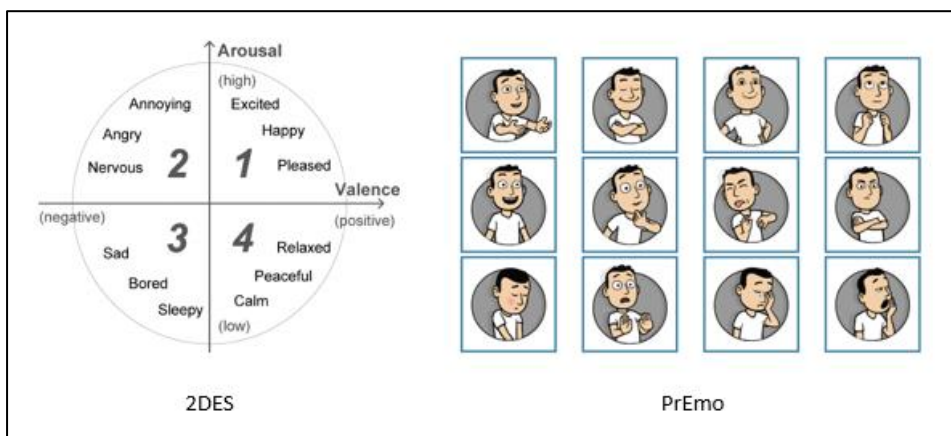 Arousal
(high)
Annoying
Excited
Angry
Happy
Nervous
2
1
Pleased
Valence
(negative)
(positive)
3
4
Sad
Relaxed
Bored
Peaceful
Sleepy
Calm
(low)
2DES
PrEmo